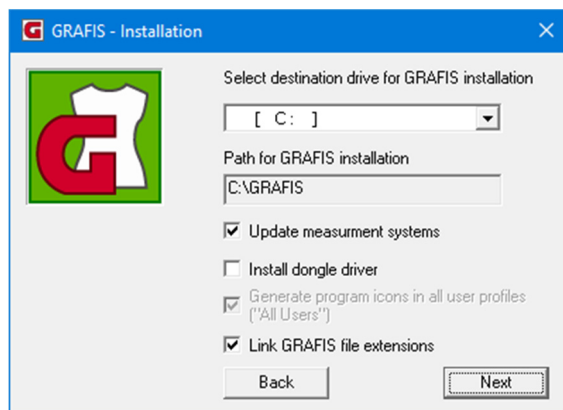 GRAFIS - Installation
Select destination drive for GRAFIS installation
[ C: ]
Path for GRAFIS installation
C:\GRAFIS
Update measurment systems
Install dongle driver
Generate program icons in all user profiles
("All Users")
Link GRAFIS file extensions
Back Next